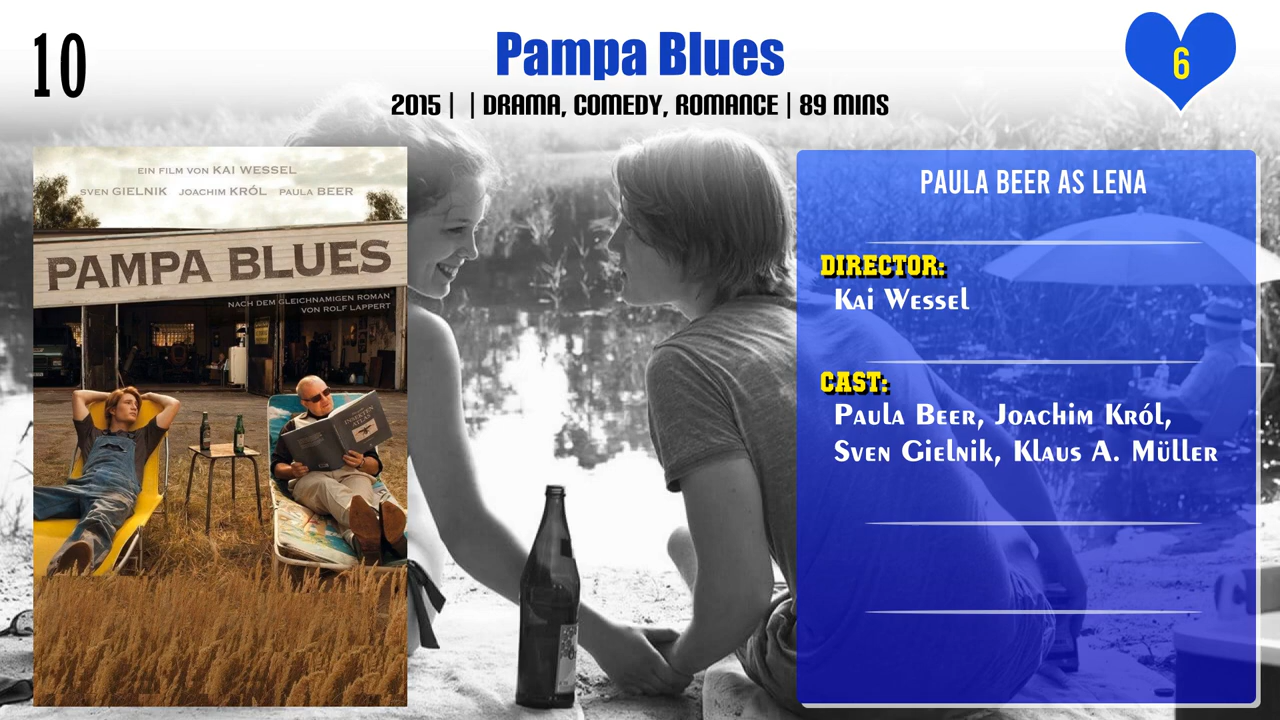 10
Pampa Blues
6
2015 | | DRAMA, COMEDY, ROMANCE | 89 MINS
EIN FILM VON KAI WESSEL
SVEN GIELNIK JOACHIM KRÓL PAULA BEER
PAMPA BLUES
NACH DEM GLEICHNAMIGEN ROMAN
VON ROLF LAPPERT
INSEKTEN
ATLAS
PAULA BEER AS LENA
DIRECTOR:
Kai Wessel
CAST:
Paula Beer, Joachim Król,
Sven Gielnik, Klaus A. Müller